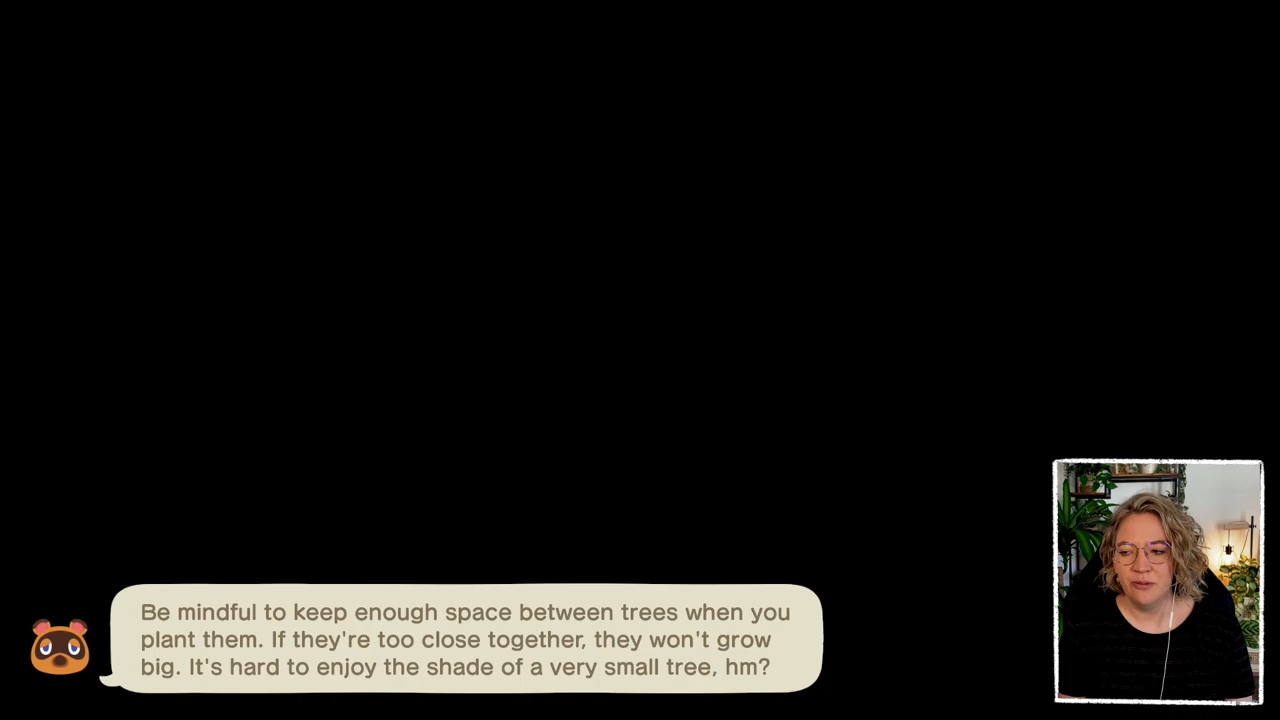 Be mindful to keep enough space between trees when you
plant them. If they're too close together, they won't grow
big. It's hard to enjoy the shade of a very small tree, hm?